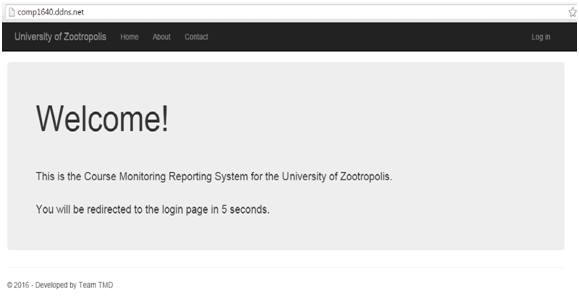 comp1640.ddns.net
University of Zootropolis Home About Contact Log in
Welcome!
This is the Course Monitoring Reporting System for the University of Zootropolis.
You will be redirected to the login page in 5 seconds.
© 2016 - Developed by Team TMD